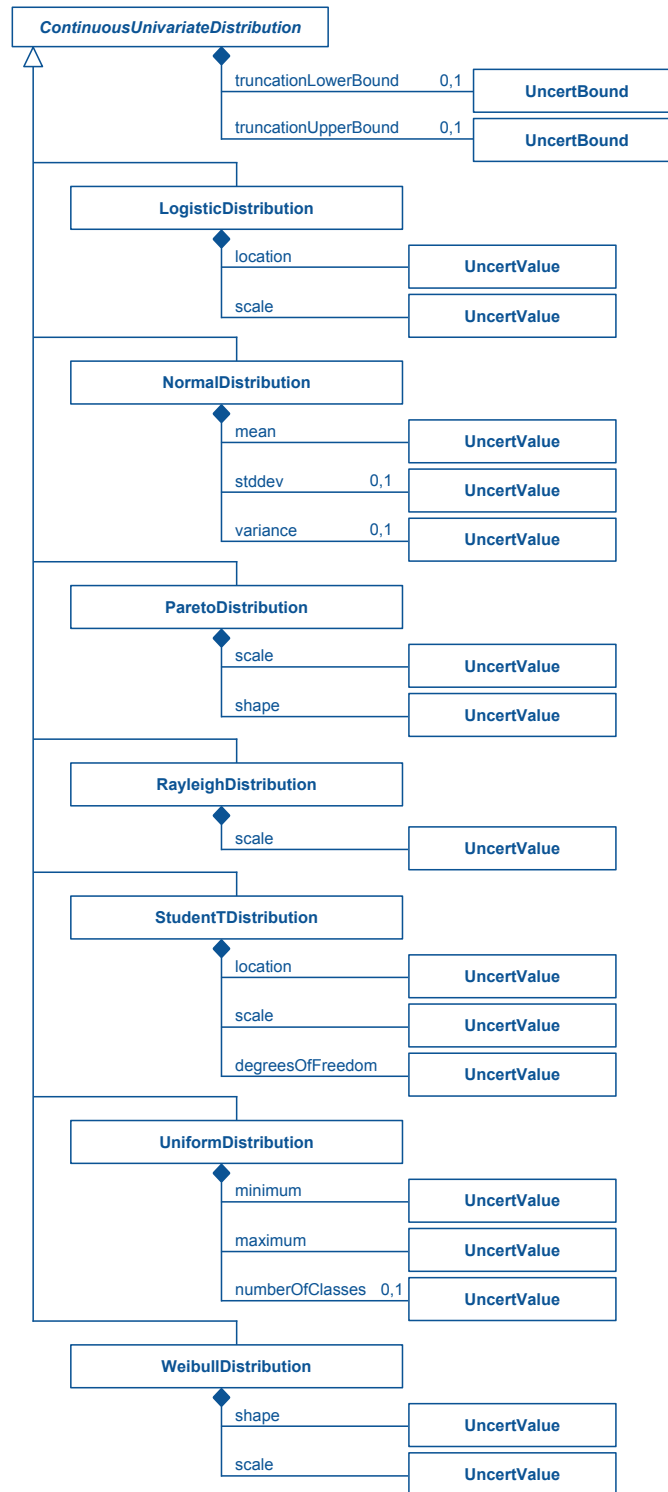 ContinuousUnivariateDistribution
truncationLowerBound 0,1 UncertBound
truncationUpperBound 0,1 UncertBound
LogisticDistribution
location UncertValue
scale UncertValue
NormalDistribution
mean UncertValue
stddev 0,1 UncertValue
variance 0,1 UncertValue
ParetoDistribution
scale UncertValue
shape UncertValue
RayleighDistribution
scale UncertValue
StudentTDistribution
location UncertValue
scale UncertValue
degreesOfFreedom UncertValue
UniformDistribution
minimum UncertValue
maximum UncertValue
numberOfClasses 0,1 UncertValue
WeibullDistribution
shape UncertValue
scale UncertValue